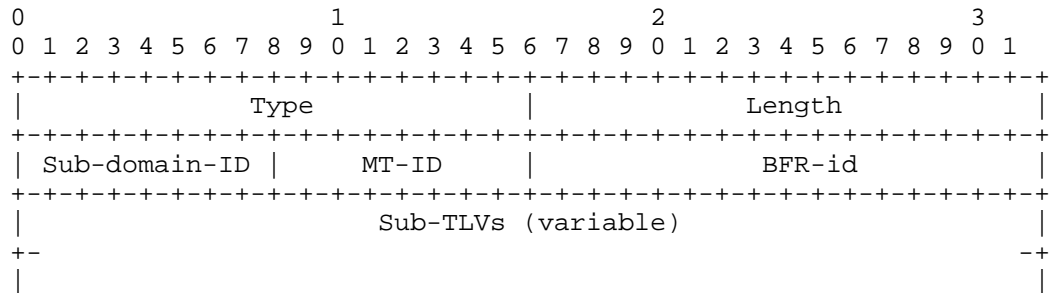 0                   1                   2                   3
0 1 2 3 4 5 6 7 8 9 0 1 2 3 4 5 6 7 8 9 0 1 2 3 4 5 6 7 8 9 0 1
+-+-+-+-+-+-+-+-+-+-+-+-+-+-+-+-+-+-+-+-+-+-+-+-+-+-+-+-+-+-+-+-+
|              Type             |             Length            |
+-+-+-+-+-+-+-+-+-+-+-+-+-+-+-+-+-+-+-+-+-+-+-+-+-+-+-+-+-+-+-+-+
| Sub-domain-ID |     MT-ID     |              BFR-id           |
+-+-+-+-+-+-+-+-+-+-+-+-+-+-+-+-+-+-+-+-+-+-+-+-+-+-+-+-+-+-+-+-+
|                      Sub-TLVs (variable)                      |
+-                                                             -+
|                                                               |